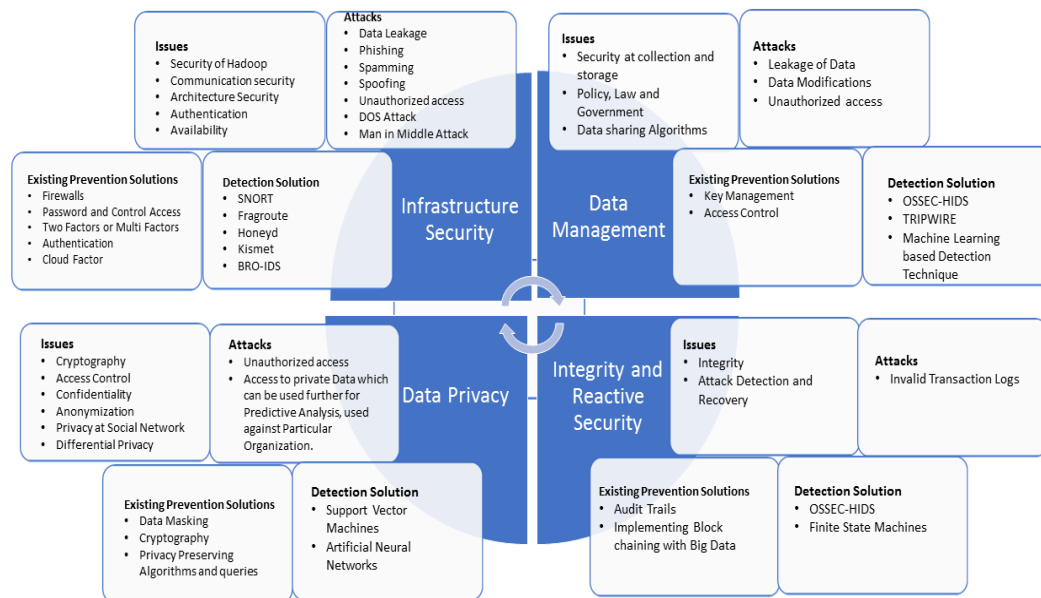 Issues
Security of Hadoop
Communication security
Architecture Security
Authentication
Availability
Attacks
Data Leakage
Phishing
Spamming
Spoofing
Unauthorized access
DOS Attack
Man in Middle Attack
Existing Prevention Solutions
Firewalls
Password and Control Access
Two Factors or Multi Factors
Authentication
Cloud Factor
Detection Solution
SNORT
Fragroute
Honeyd
Kismet
BRO-IDS
Infrastructure
Security
Issues
Security at collection and
storage
Policy, Law and
Government
Data sharing Algorithms
Attacks
Leakage of Data
Data Modifications
Unauthorized access
Data
Management
Existing Prevention Solutions
Key Management
Access Control
Detection Solution
OSSEC-HIDS
TRIPWIRE
Machine Learning
based Detection
Technique
Issues
Cryptography
Access Control
Confidentiality
Anonymization
Privacy at Social Network
Differential Privacy
Attacks
Unauthorized access
Access to private Data which
can be used further for
Predictive Analysis, used
against Particular
Organization.
Data Privacy
Existing Prevention Solutions
Data Masking
Cryptography
Privacy Preserving
Algorithms and queries
Detection Solution
Support Vector
Machines
Artificial Neural
Networks
Integrity and
Reactive
Security
Issues
Integrity
Attack Detection and
Recovery
Attacks
Invalid Transaction Logs
Existing Prevention Solutions
Audit Trails
Implementing Block
chaining with Big Data
Detection Solution
OSSEC-HIDS
Finite State Machines